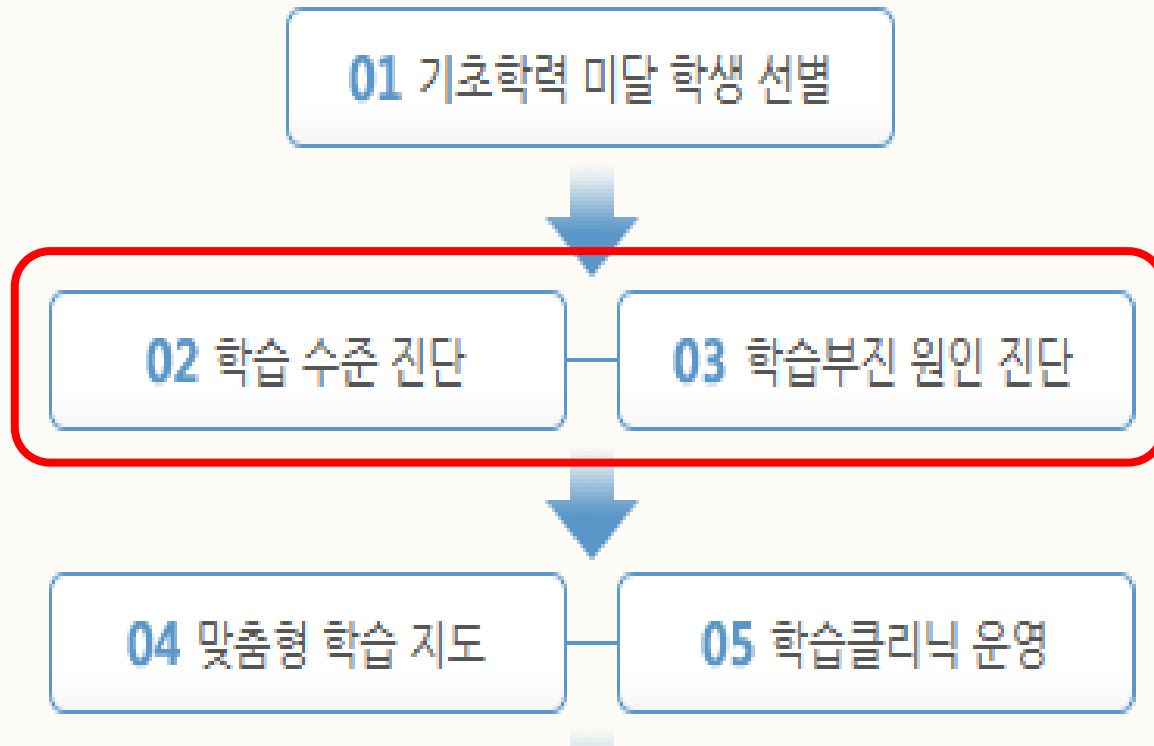 01 기초학력 미달 학생 선별
02 학습 수준 진단
03 학습부진 원인 진단
04 맞춤형 학습 지도
05 학습클리닉 운영